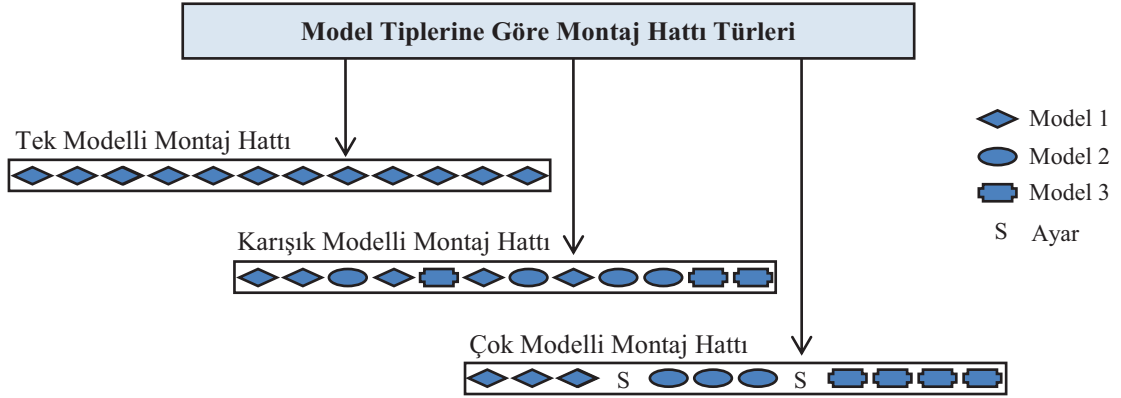 Model Tiplerine Göre Montaj Hattı Türleri
Tek Modelli Montaj Hattı
Model 1
Model 2
Model 3
S Ayar
Karışık Modelli Montaj Hattı
Çok Modelli Montaj Hattı
S S